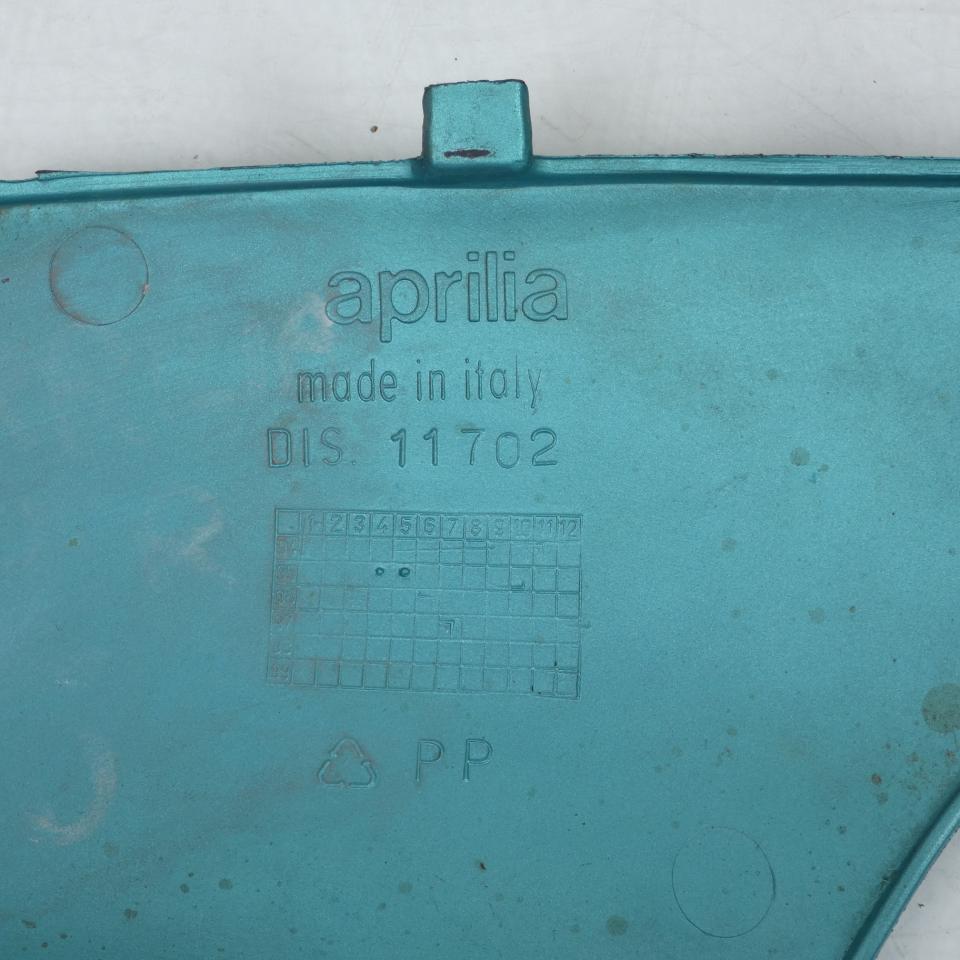 aprilia
made in italy
DIS. 11702
1 2 3 4 5 6 7 8 9 10 11 12
99
PP